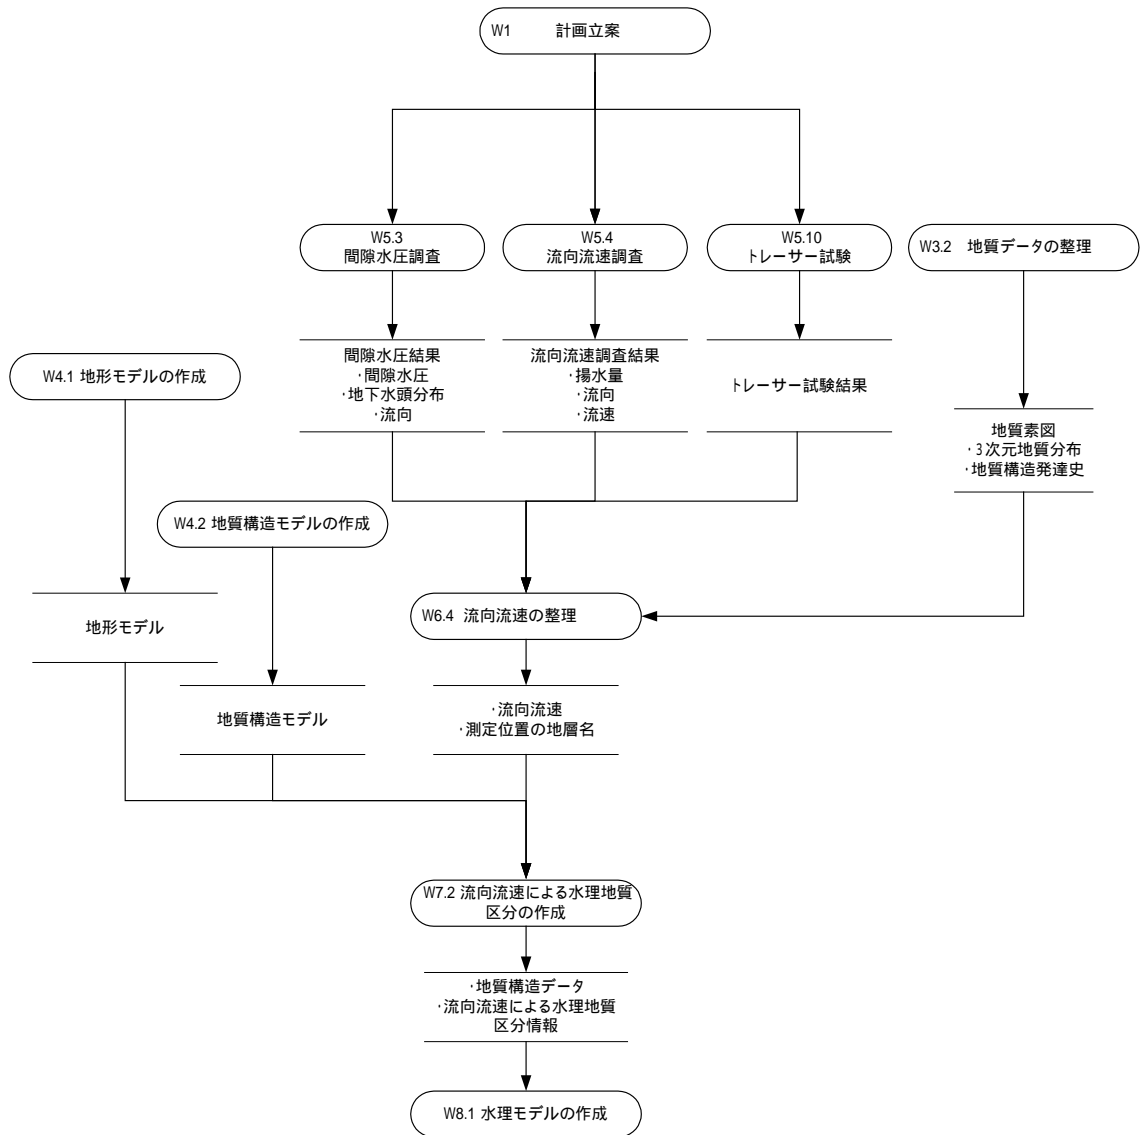 W1 計画立案
W5.3
間隙水圧調査
W5.4
流向流速調査
W5.10
トレーサー試験
W3.2 地質データの整理
間隙水圧結果
・間隙水圧
・地下水頭分布
・流向
流向流速調査結果
・揚水量
・流向
・流速
トレーサー試験結果
W4.1 地形モデルの作成
地質素図
・3次元地質分布
・地質構造発達史
W4.2 地質構造モデルの作成
地形モデル
W6.4 流向流速の整理
地質構造モデル
・流向流速
・測定位置の地層名
W7.2 流向流速による水理地質
区分の作成
・地質構造データ
・流向流速による水理地質
区分情報
W8.1 水理モデルの作成